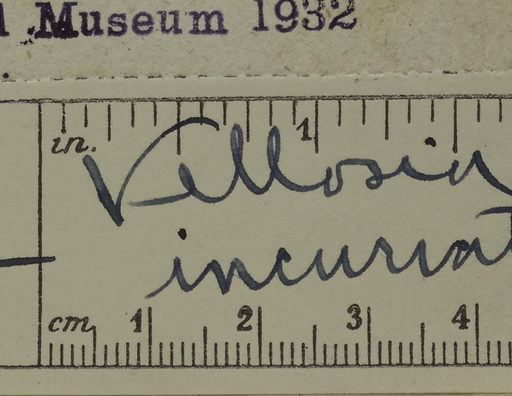 Museum 1932
in. 1
Vellosia
incurvat
cm 1 2 3 4